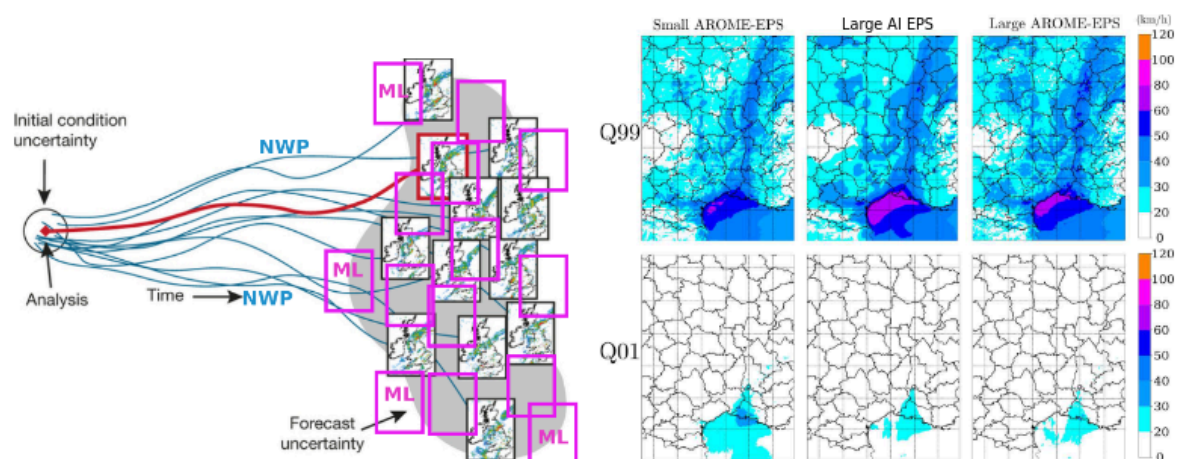 Initial condition
uncertainty
NWP
Analysis
Time
NWP
ML
ML
ML
ML
Forecast
uncertainty
Small AROME-EPS
Large AI EPS
Large AROME-EPS
(km/h)
Q99
120
100
80
60
50
40
30
20
0
Q01
120
100
80
60
50
40
30
20
0